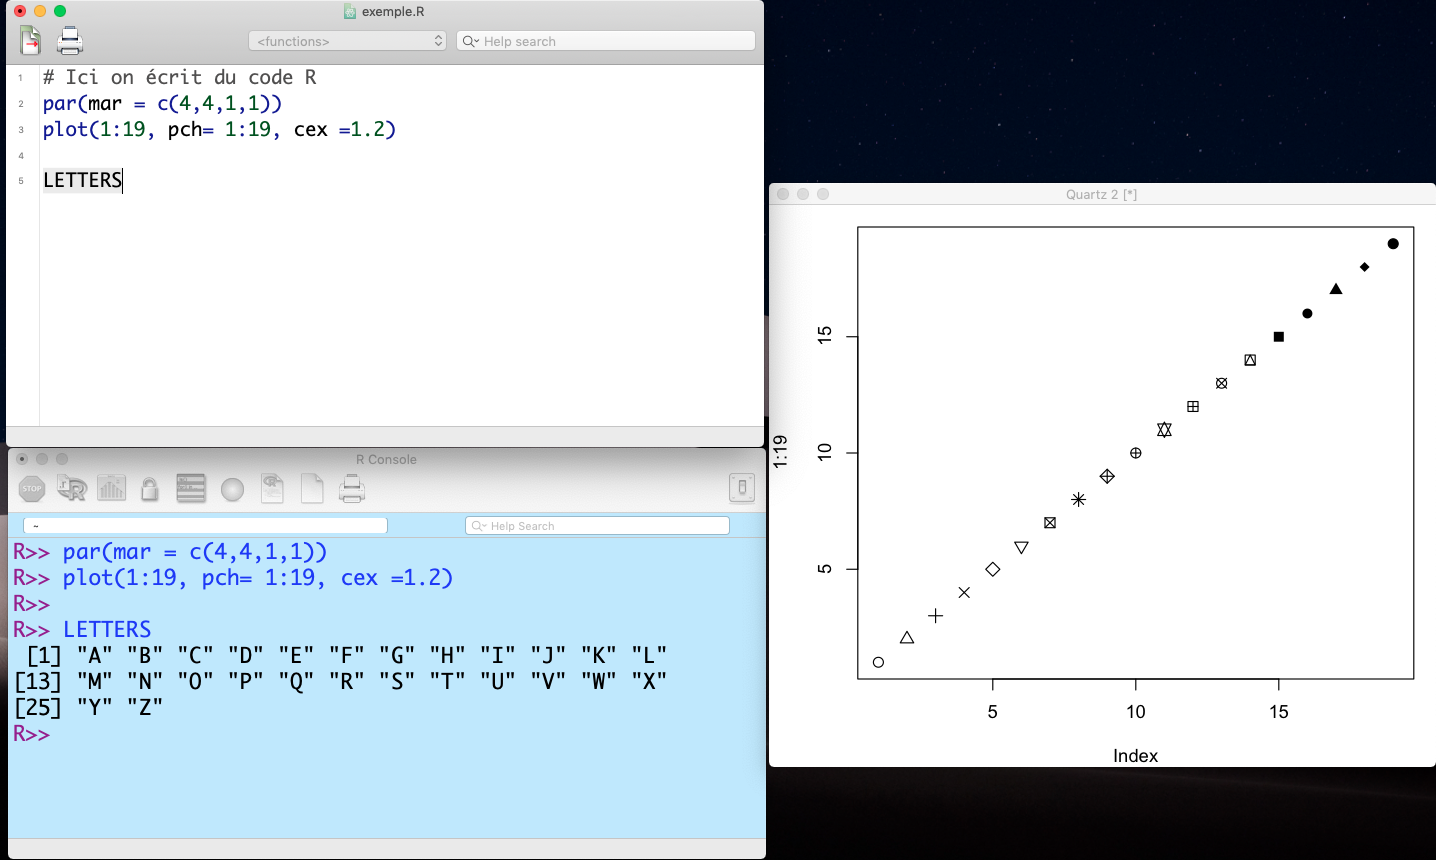 exemple.R
<functions>
Help search
1 # Ici on écrit du code R
2 par(mar = c(4,4,1,1))
3 plot(1:19, pch= 1:19, cex =1.2)
4
5 LETTERS
R Console
STOP
~
Help Search
R>> par(mar = c(4,4,1,1))
R>> plot(1:19, pch= 1:19, cex =1.2)
R>>
R>> LETTERS
[1] "A" "B" "C" "D" "E" "F" "G" "H" "I" "J" "K" "L"
[13] "M" "N" "O" "P" "Q" "R" "S" "T" "U" "V" "W" "X"
[25] "Y" "Z"
R>>
Quartz 2 [*]
15
10
5
1:19
5 10 15
Index